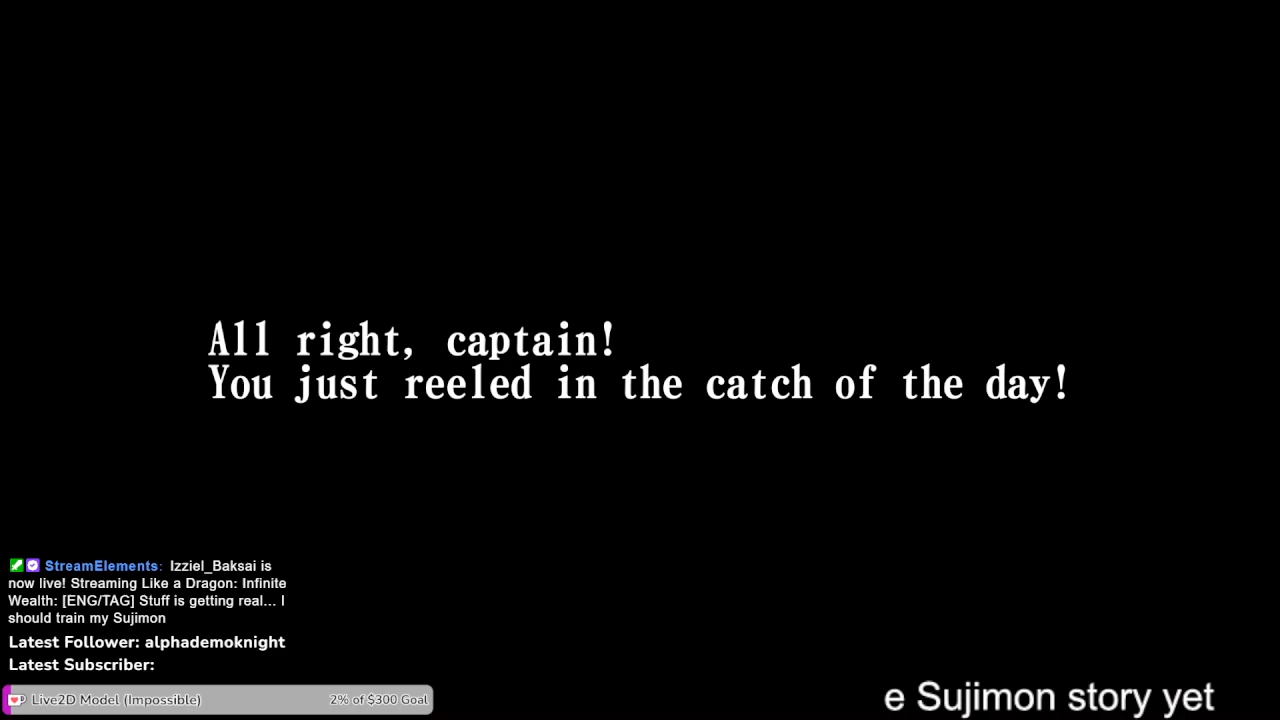 All right, captain!
You just reeled in the catch of the day!
StreamElements: Izziel_Baksai is
now live! Streaming Like a Dragon: Infinite
Wealth: [ENG/TAG] Stuff is getting real... I
should train my Sujimon
Latest Follower: alphademoknight
Latest Subscriber:
Live2D Model (Impossible) 2% of $300 Goal
e Sujimon story yet